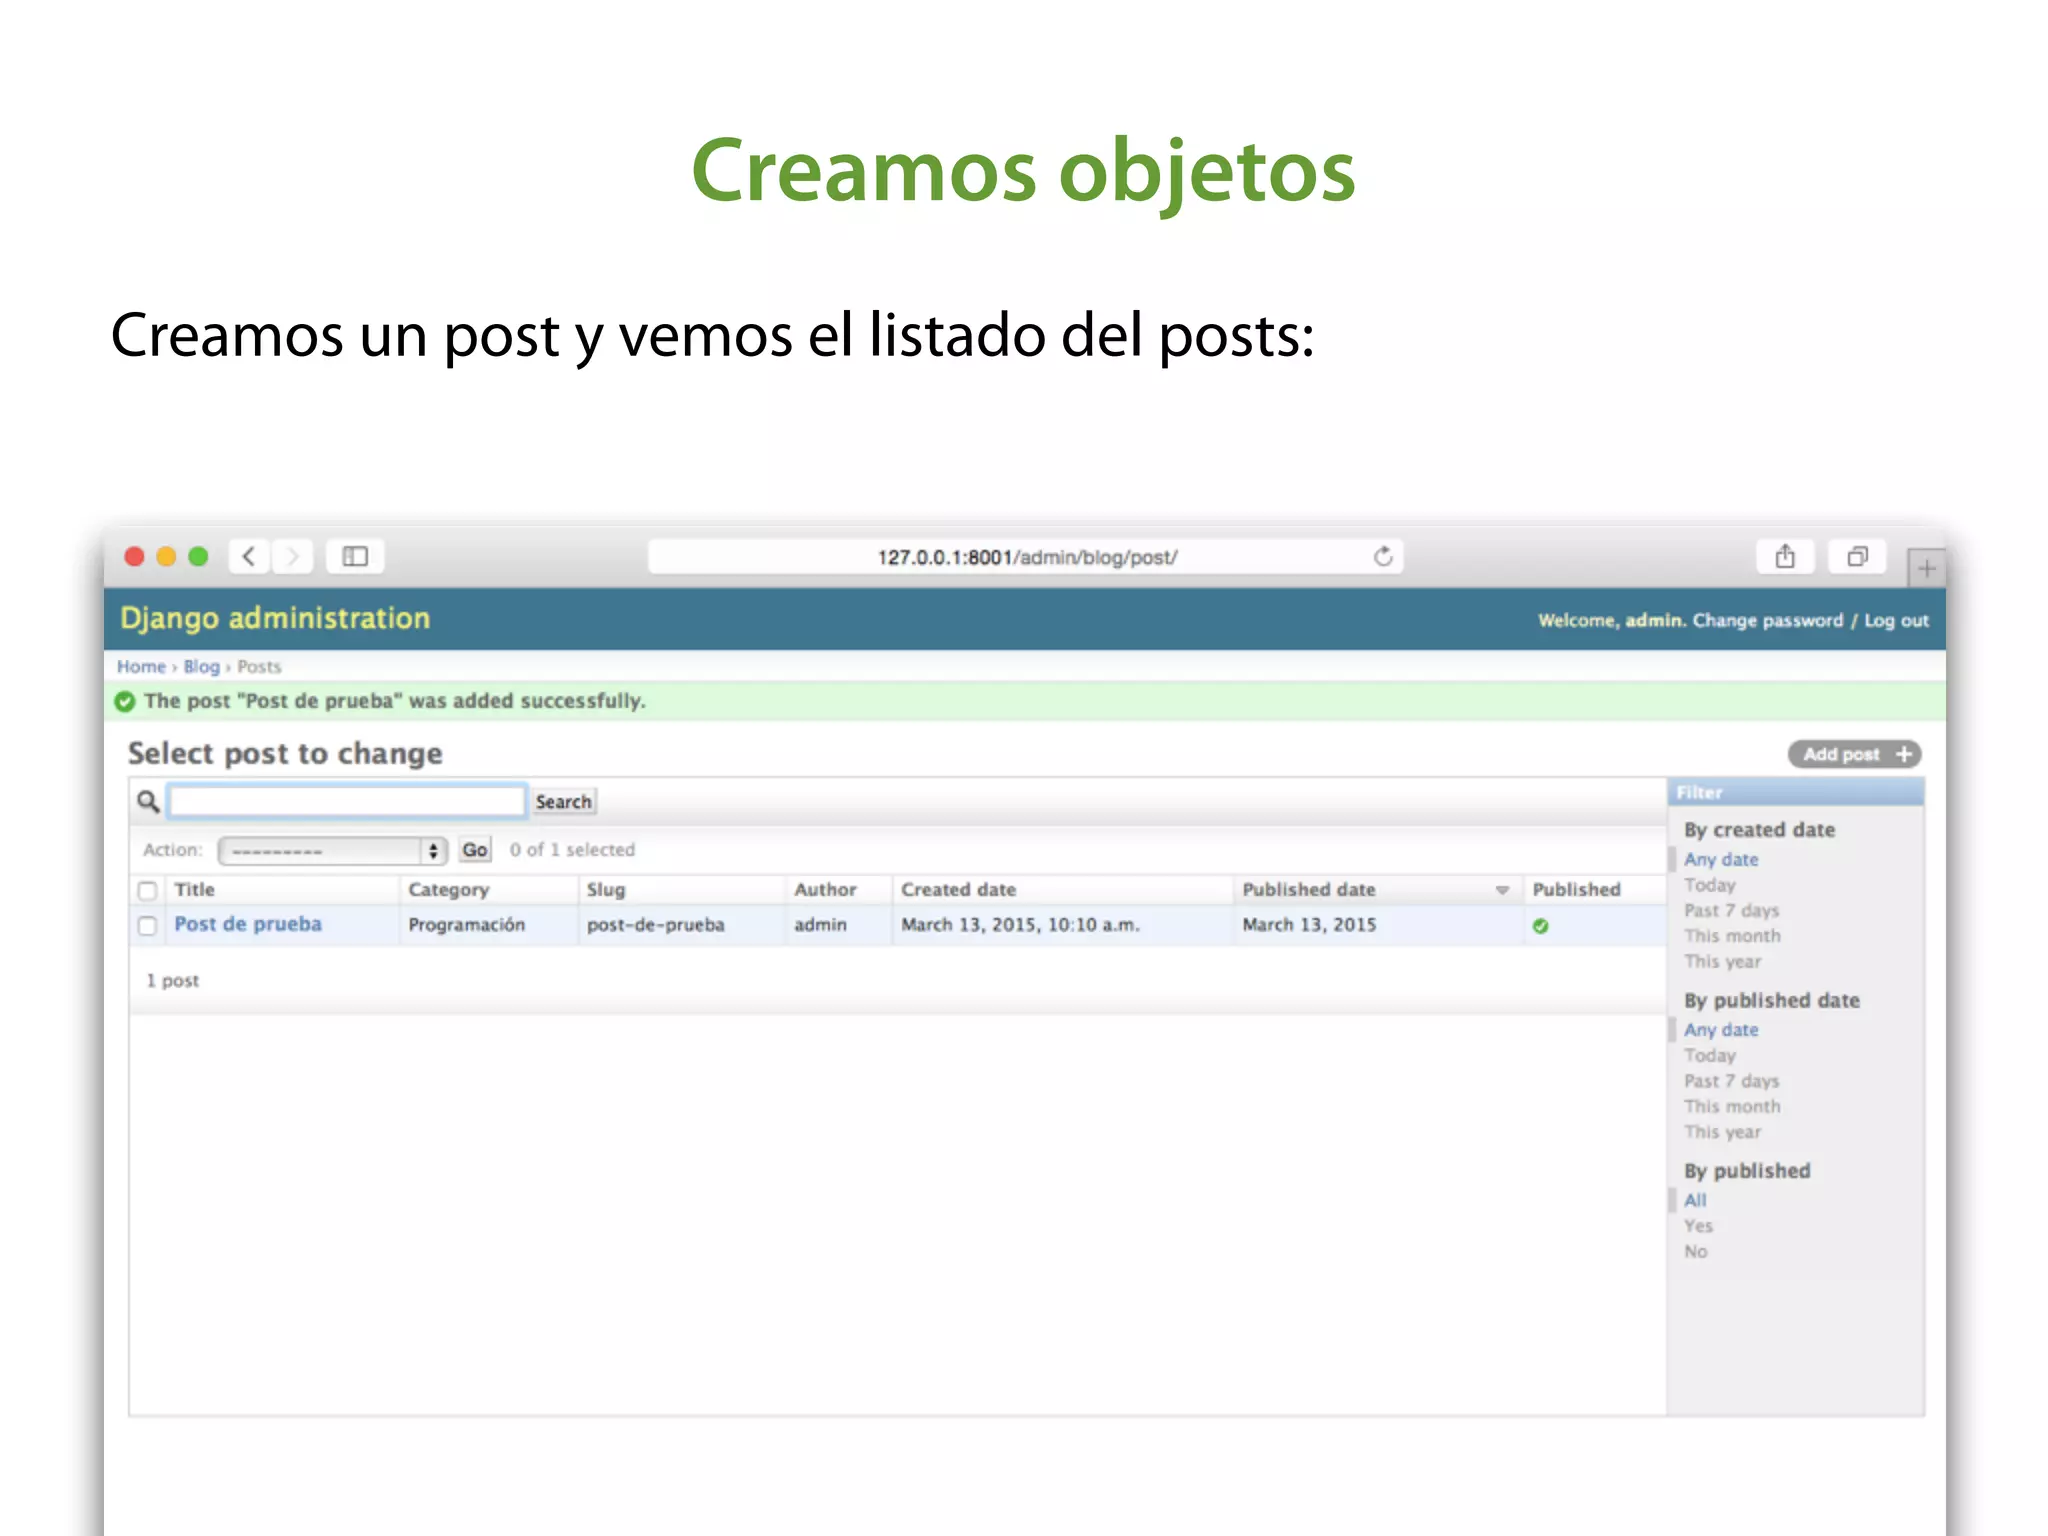 Creamos objetos
Creamos un post y vemos el listado del posts:
127.0.0.1:8001/admin/blog/post/
Django administration
Welcome, admin. Change password / Log out
Home › Blog › Posts
The post "Post de prueba" was added successfully.
Select post to change
Add post +
Search
Filter
Action: --------- Go 0 of 1 selected
Title Category Slug Author Created date Published date Published
Post de prueba Programación post-de-prueba admin March 13, 2015, 10:10 a.m. March 13, 2015
1 post
By created date
Any date
Today
Past 7 days
This month
This year
By published date
Any date
Today
Past 7 days
This month
This year
By published
All
Yes
No